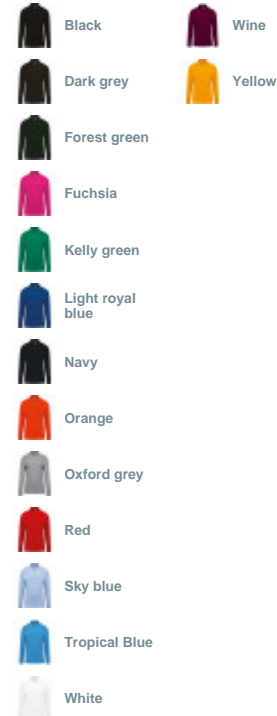 Black
Dark grey
Forest green
Fuchsia
Kelly green
Light royal
blue
Navy
Orange
Oxford grey
Red
Sky blue
Tropical Blue
White
Wine
Yellow